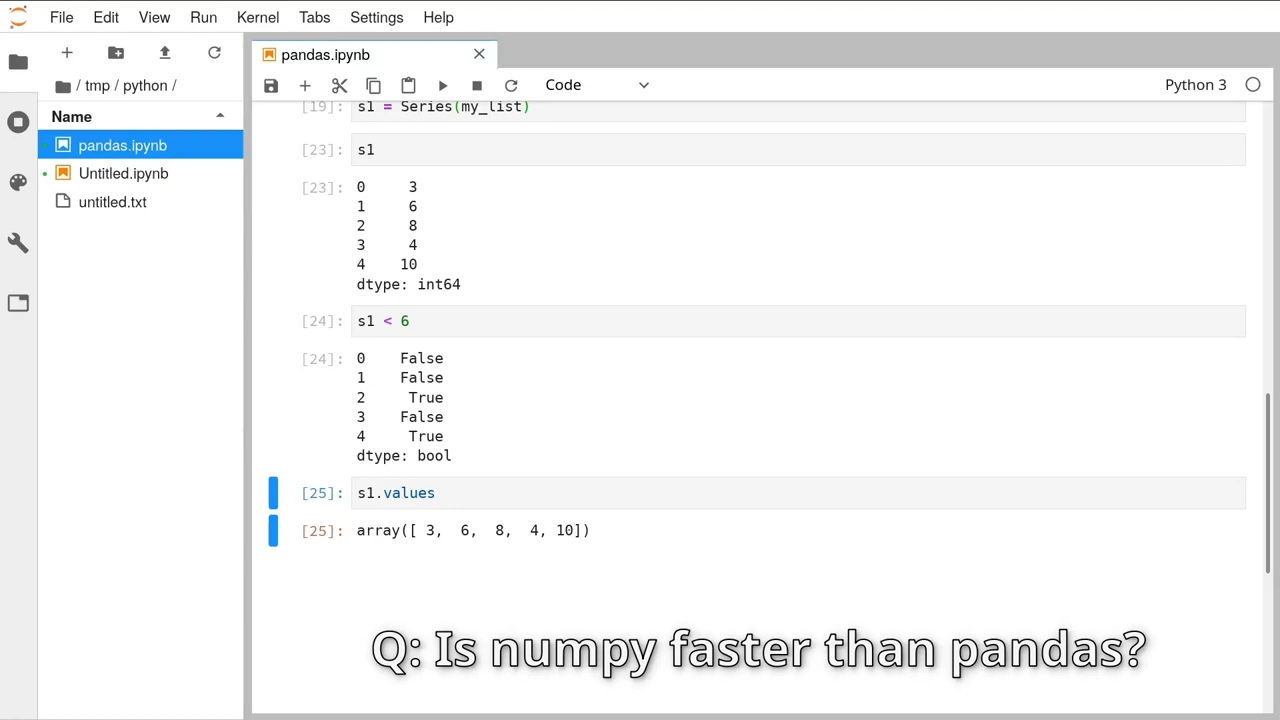 File Edit View Run Kernel Tabs Settings Help
pandas.ipynb
/ tmp / python /
Code
Python 3
Name
pandas.ipynb
Untitled.ipynb
untitled.txt
[19]: s1 = Series(my_list)
[23]: s1
[23]: 0 3
1 6
2 8
3 4
4 10
dtype: int64
[24]: s1 < 6
[24]: 0 False
1 False
2 True
3 False
4 True
dtype: bool
[25]: s1.values
[25]: array([ 3, 6, 8, 4, 10])
Q: Is numpy faster than pandas?